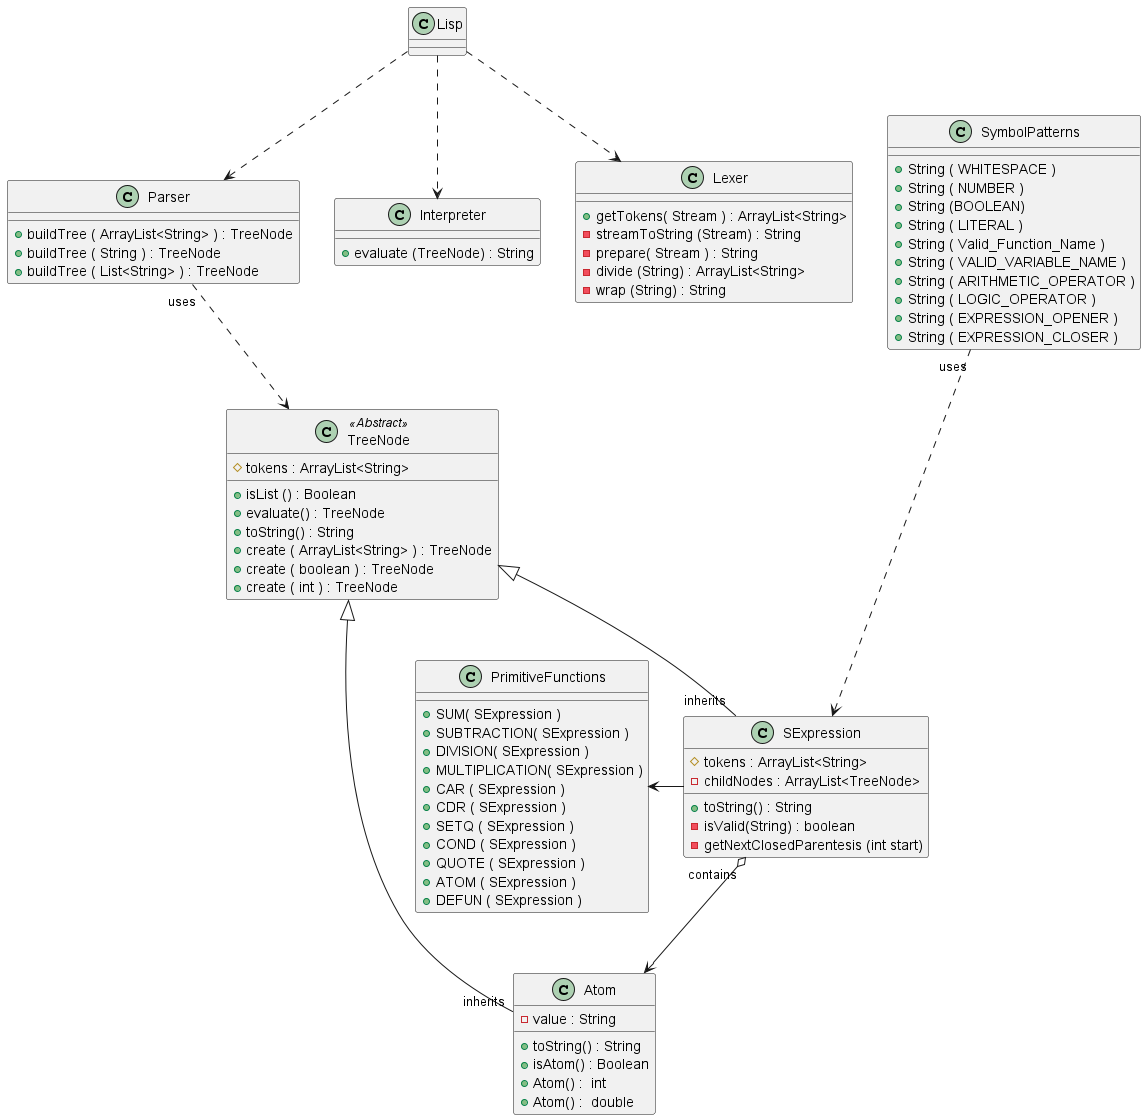 C Lisp
C SymbolPatterns
String ( WHITESPACE )
String ( NUMBER )
String (BOOLEAN)
String ( LITERAL )
String ( Valid_Function_Name )
String ( VALID_VARIABLE_NAME )
String ( ARITHMETIC_OPERATOR )
String ( LOGIC_OPERATOR )
String ( EXPRESSION_OPENER )
String ( EXPRESSION_CLOSER )
uses
C Parser
buildTree ( ArrayList<String> ) : TreeNode
buildTree ( String ) : TreeNode
buildTree ( List<String> ) : TreeNode
uses
C Interpreter
evaluate (TreeNode) : String
C Lexer
getTokens( Stream ) : ArrayList<String>
streamToString (Stream) : String
prepare( Stream ) : String
divide (String) : ArrayList<String>
wrap (String) : String
C «Abstract»
TreeNode
tokens : ArrayList<String>
isList () : Boolean
evaluate() : TreeNode
toString() : String
create ( ArrayList<String> ) : TreeNode
create ( boolean ) : TreeNode
create ( int ) : TreeNode
C PrimitiveFunctions
SUM( SExpression )
SUBTRACTION( SExpression )
DIVISION( SExpression )
MULTIPLICATION( SExpression )
CAR ( SExpression )
CDR ( SExpression )
SETQ ( SExpression )
COND ( SExpression )
QUOTE ( SExpression )
ATOM ( SExpression )
DEFUN ( SExpression )
inherits
C SExpression
tokens : ArrayList<String>
childNodes : ArrayList<TreeNode>
toString() : String
isValid(String) : boolean
getNextClosedParentesis (int start)
contains
inherits
C Atom
value : String
toString() : String
isAtom() : Boolean
Atom() : int
Atom() : double